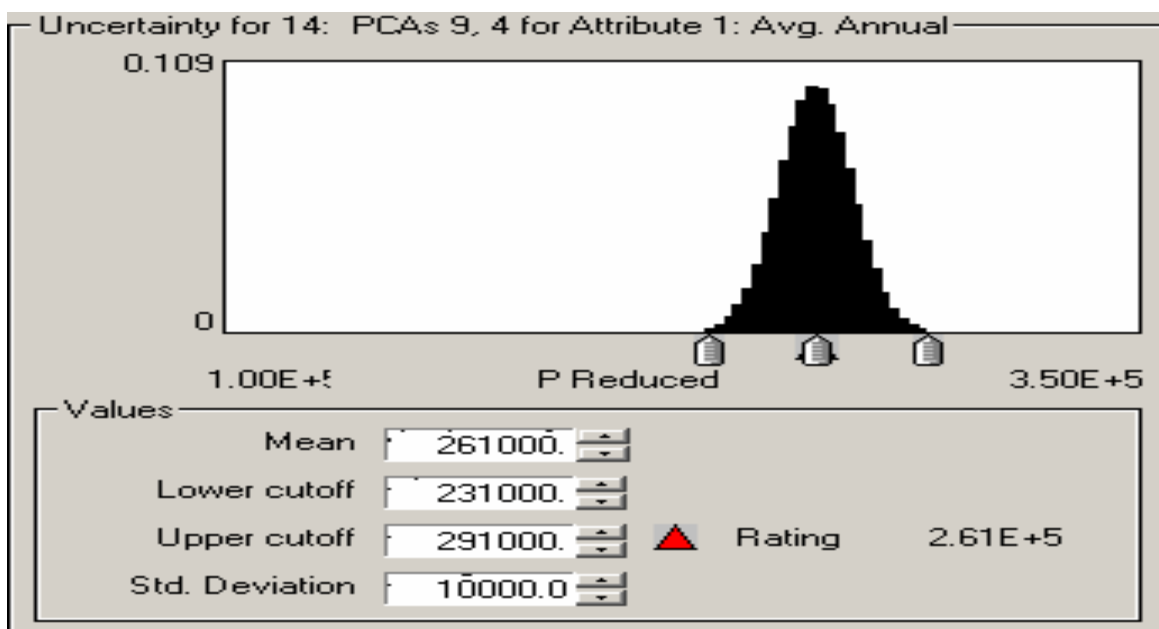 Uncertainty for 14: PCAs 9, 4 for Attribute 1: Avg. Annual
0.109
0
1.00E+5 P Reduced 3.50E+5
Values
Mean 261000.
Lower cutoff 231000.
Upper cutoff 291000. Rating 2.61E+5
Std. Deviation 10000.0